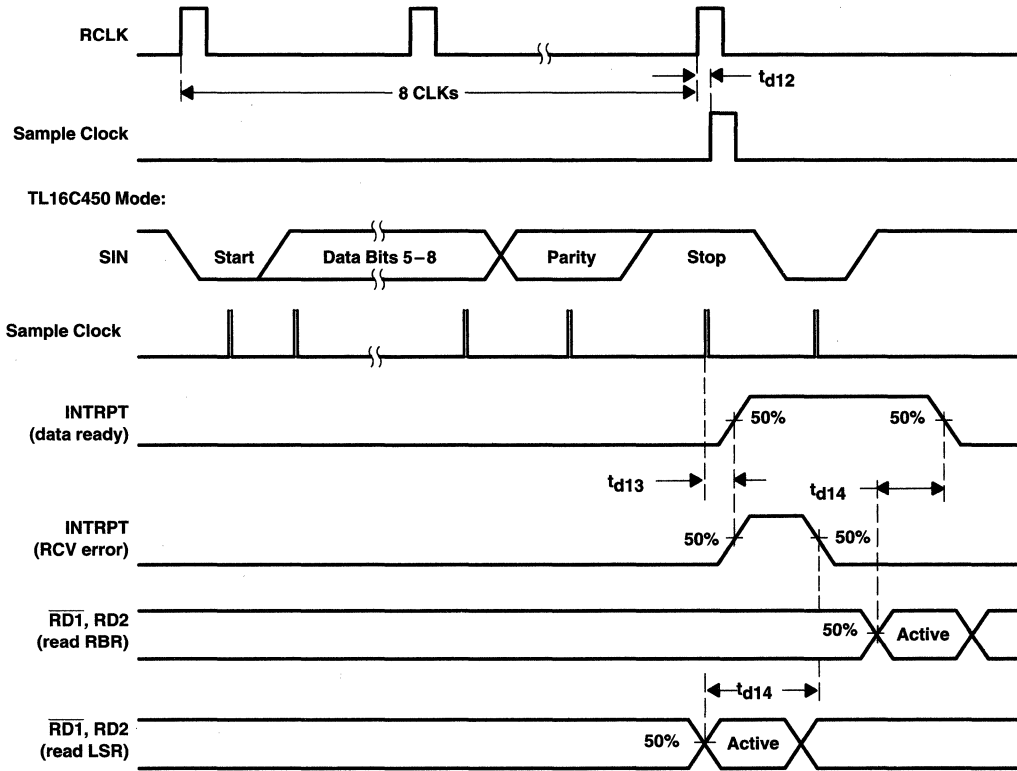 RCLK
td12
8 CLKs
Sample Clock
TL16C450 Mode:
SIN
Start
Data Bits 5–8
Parity
Stop
Sample Clock
INTRPT
(data ready)
50%
50%
td13
td14
INTRPT
(RCV error)
50%
50%
RD1, RD2
(read RBR)
50%
Active
td14
RD1, RD2
(read LSR)
50%
Active